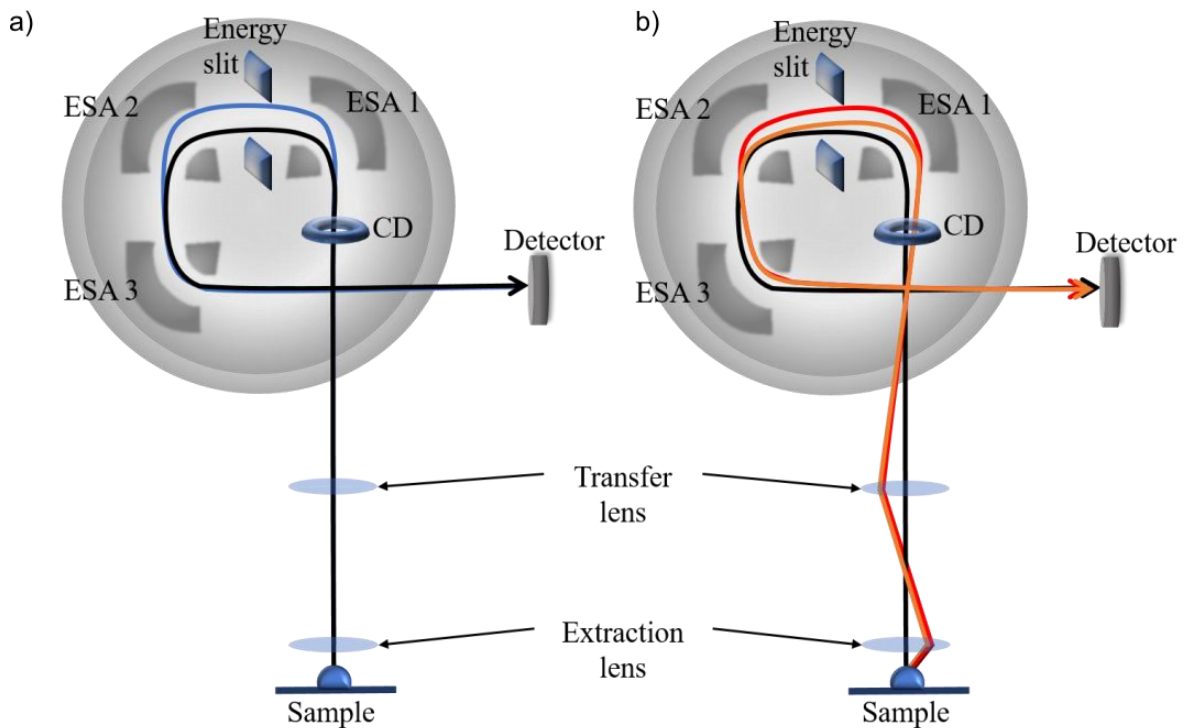 a)
Energy
slit
ESA 2
ESA 1
CD
Detector
ESA 3
b)
Energy
slit
ESA 2
ESA 1
CD
Detector
ESA 3
Transfer
lens
Extraction
lens
Sample
Sample